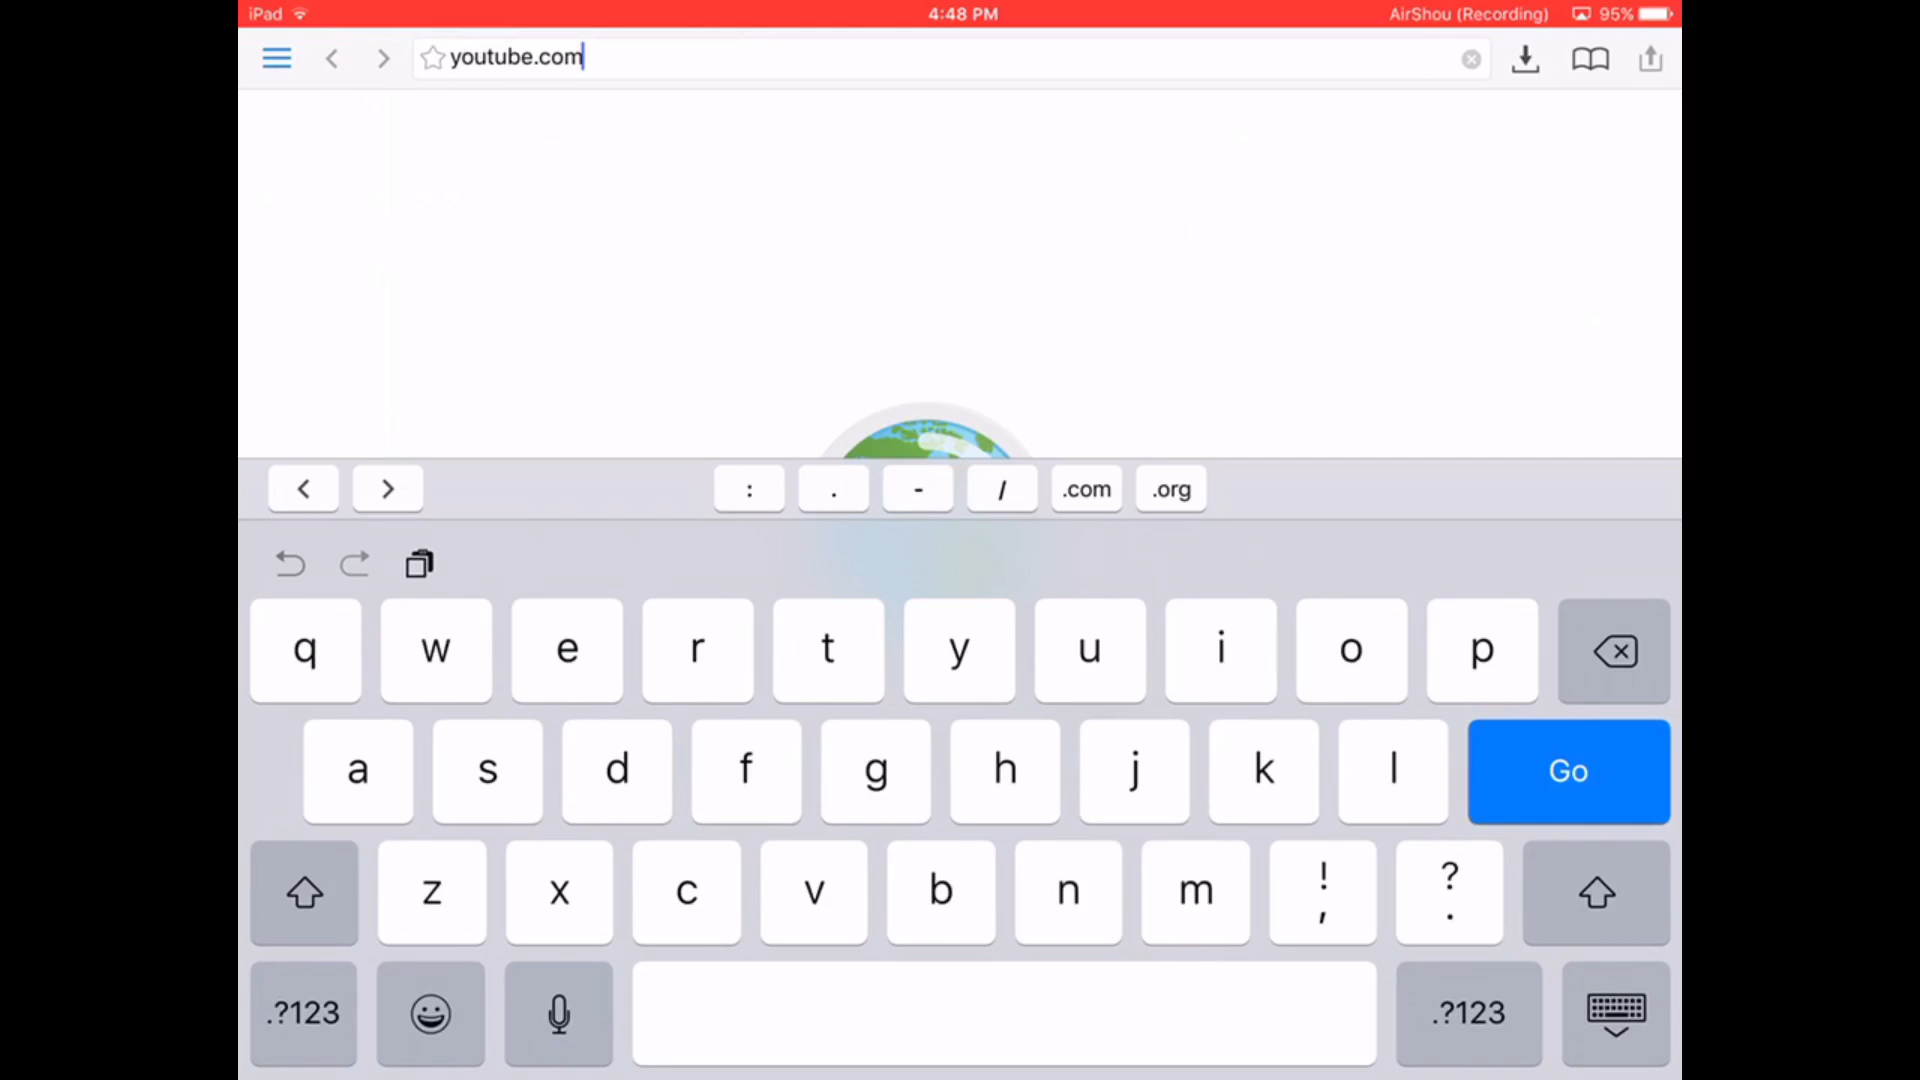 iPad 4:48 PM AirShou (Recording) 95%
youtube.com
: . - / .com .org
q w e r t y u i o p
a s d f g h j k l Go
z x c v b n m ! , ? .
.?123 .?123